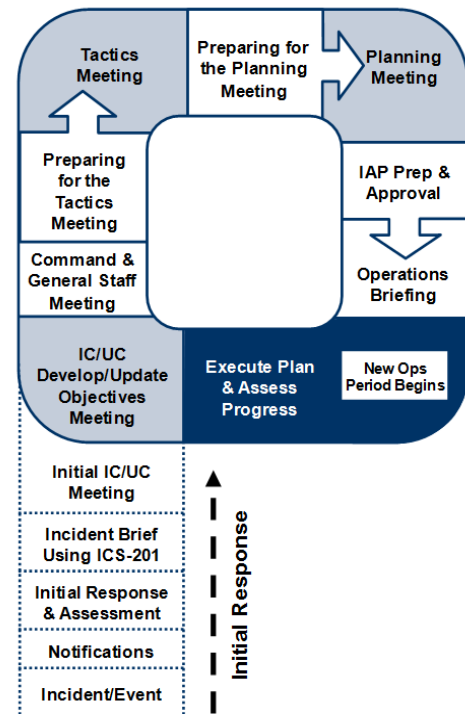 Tactics
Meeting
Preparing for
the Planning
Meeting
Planning
Meeting
Preparing
for the
Tactics
Meeting
IAP Prep &
Approval
Command &
General Staff
Meeting
Operations
Briefing
IC/UC
Develop/Update
Objectives
Meeting
Execute Plan
& Assess
Progress
New Ops
Period Begins
Initial IC/UC
Meeting
Incident Brief
Using ICS-201
Initial Response
& Assessment
Notifications
Incident/Event
Initial Response